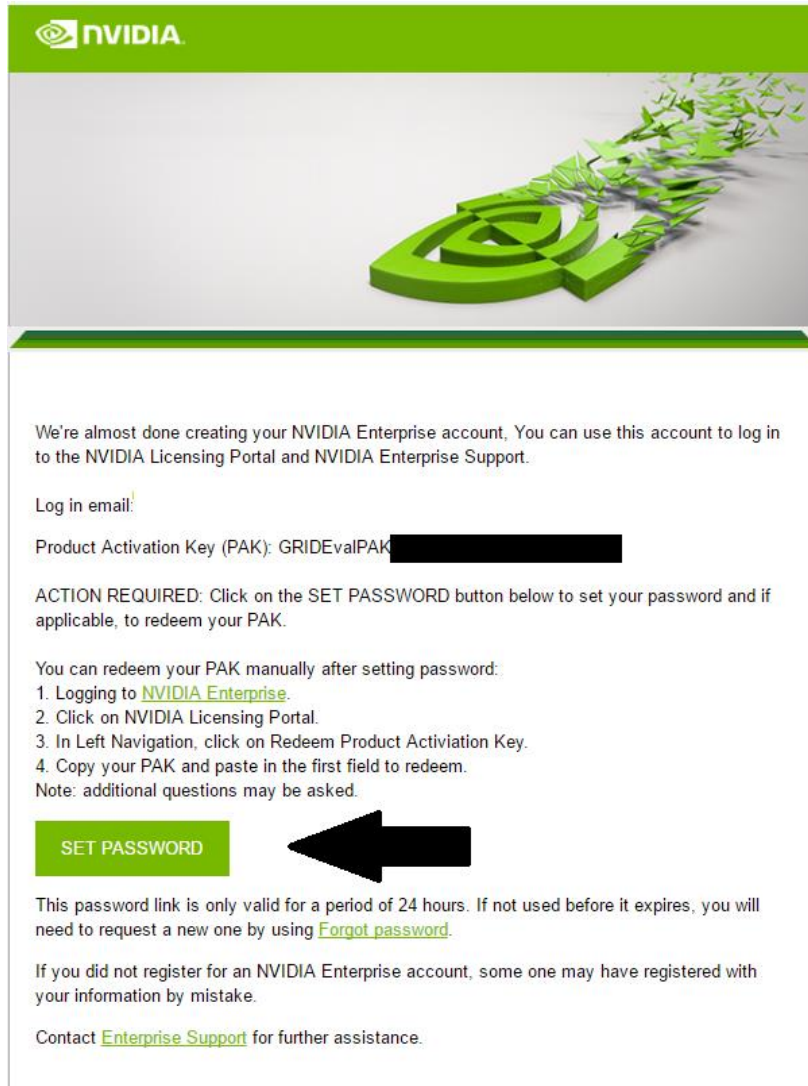 NVIDIA.
We're almost done creating your NVIDIA Enterprise account, You can use this account to log in
to the NVIDIA Licensing Portal and NVIDIA Enterprise Support.
Log in email:
Product Activation Key (PAK): GRIDEvalPAK
ACTION REQUIRED: Click on the SET PASSWORD button below to set your password and if
applicable, to redeem your PAK.
You can redeem your PAK manually after setting password:
1. Logging to NVIDIA Enterprise.
2. Click on NVIDIA Licensing Portal.
3. In Left Navigation, click on Redeem Product Activiation Key.
4. Copy your PAK and paste in the first field to redeem.
Note: additional questions may be asked.
SET PASSWORD
This password link is only valid for a period of 24 hours. If not used before it expires, you will
need to request a new one by using Forgot password.
If you did not register for an NVIDIA Enterprise account, some one may have registered with
your information by mistake.
Contact Enterprise Support for further assistance.